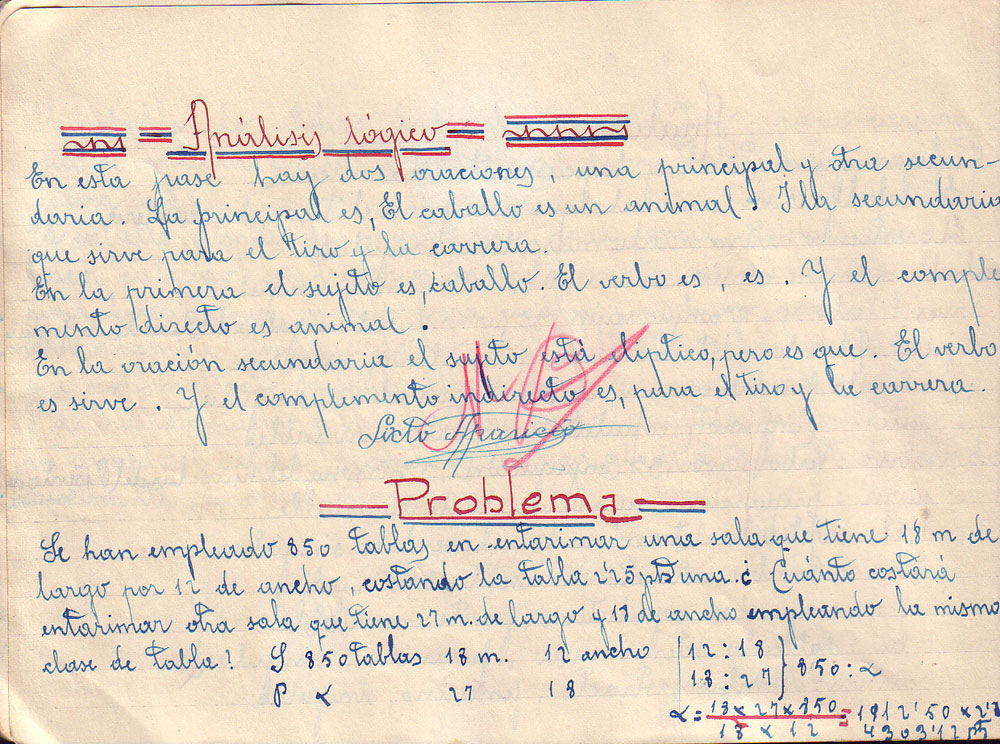 Análisis lógico
En esta frase hay dos oraciones, una principal y otra secun-
daria. La principal es, El caballo es un animal. I la secundaria
que sirve para el tiro y la carrera.
En la primera el sujeto es, caballo. El verbo es, es. Y el comple
mento directo es animal.
En la oración secundaria el sujeto está eliptico, pero es que. El verbo
es sirve. Y el complemento indirecto es, para el tiro y la carrera.
Sixto Aparicio
Problema
Se han empleado 850 tablas en entarimar una sala que tiene 18 m de
largo por 12 de ancho, costando la tabla 2'25 pts una. ¿Cuánto costará
entarimar otra sala que tiene 27 m. de largo y 18 de ancho empleando la misma
clase de tabla? S 850 tablas 18 m. 12 ancho
12 : 18
18 : 27
850 : x
P x 27 18
x = 18 x 27 x 850 = 1912'50 x
18 x 12 4303'12